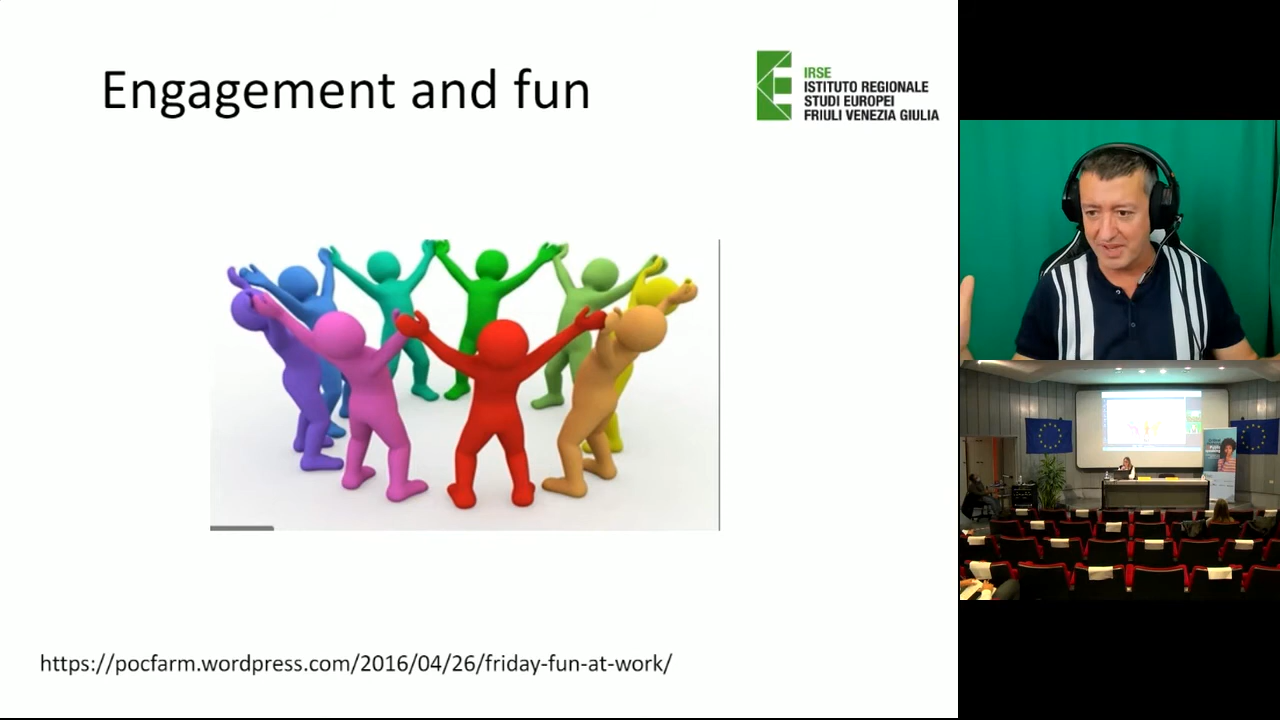 Engagement and fun
IRSE
ISTITUTO REGIONALE
STUDI EUROPEI
FRIULI VENEZIA GIULIA
https://pocfarm.wordpress.com/2016/04/26/friday-fun-at-work/